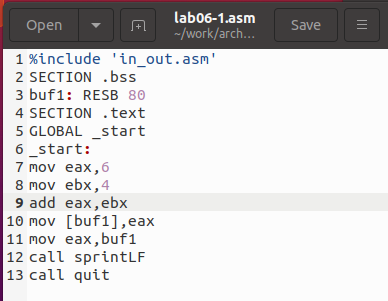 Open
lab06-1.asm
~/work/arch...
Save
1 %include 'in_out.asm'
2 SECTION .bss
3 buf1: RESB 80
4 SECTION .text
5 GLOBAL _start
6 _start:
7 mov eax,6
8 mov ebx,4
9 add eax,ebx
10 mov [buf1],eax
11 mov eax,buf1
12 call sprintLF
13 call quit